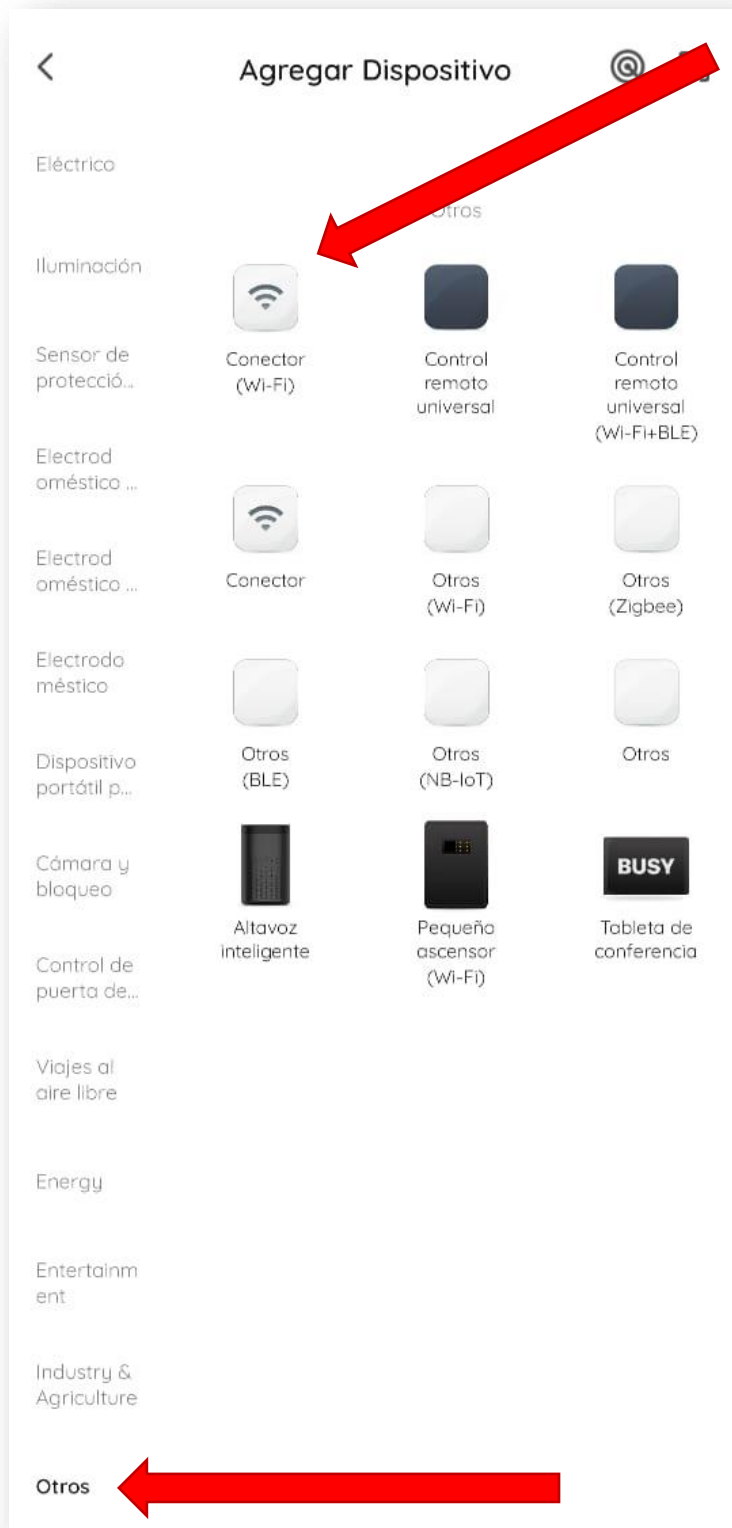 Agregar Dispositivo
Eléctrico
Otros
Iluminación
Sensor de
protecció...
Electrod
oméstico ...
Electrod
oméstico ...
Electrodo
méstico
Dispositivo
portátil p...
Cámara y
bloqueo
Control de
puerta de...
Viajes al
aire libre
Energy
Entertainm
ent
Industry &
Agriculture
Otros
Conector
(Wi-Fi)
Control
remoto
universal
Control
remoto
universal
(Wi-Fi+BLE)
Conector
Otros
(Wi-Fi)
Otros
(Zigbee)
Otros
(BLE)
Otros
(NB-IoT)
Otros
BUSY
Altavoz
inteligente
Pequeño
ascensor
(Wi-Fi)
Tableta de
conferencia